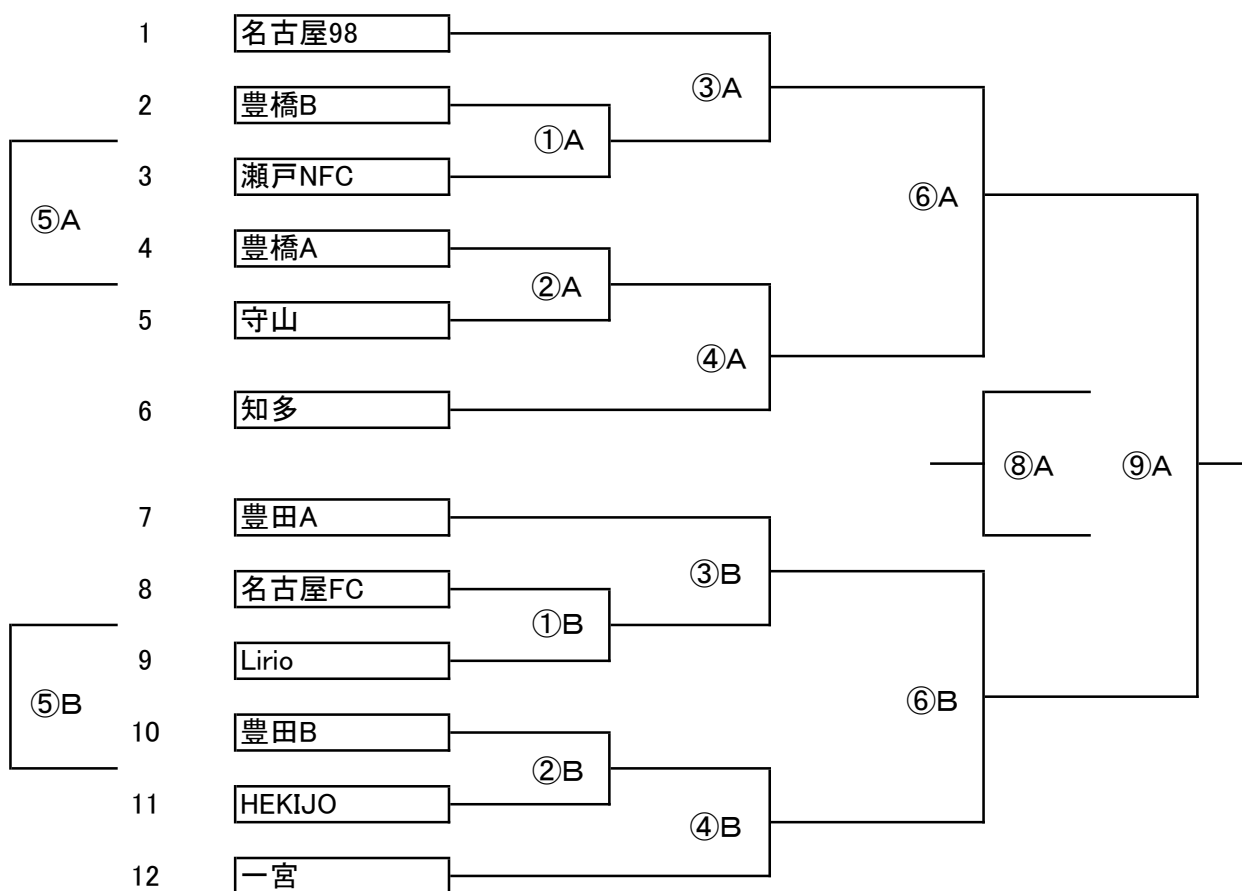 1 名古屋98
③A
2 豊橋B
①A
3 瀬戸NFC
⑤A
⑥A
4 豊橋A
②A
5 守山
④A
6 知多
⑧A ⑨A
7 豊田A
③B
8 名古屋FC
①B
9 Lirio
⑤B
⑥B
10 豊田B
②B
11 HEKIJO
④B
12 一宮